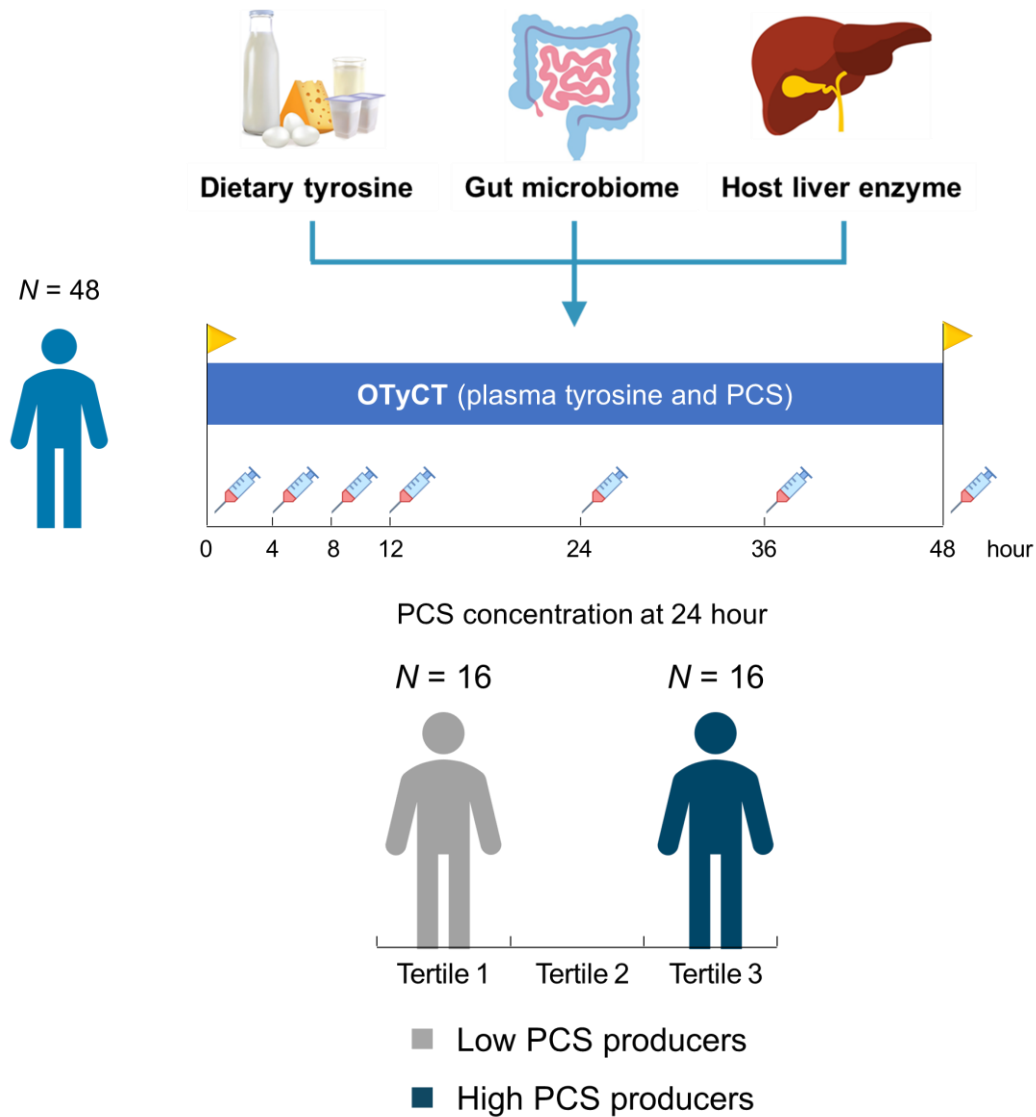 Dietary tyrosine
Gut microbiome
Host liver enzyme
N = 48
OTyCT (plasma tyrosine and PCS)
0 4 8 12 24 36 48 hour
PCS concentration at 24 hour
N = 16 N = 16
Tertile 1 Tertile 2 Tertile 3
Low PCS producers
High PCS producers